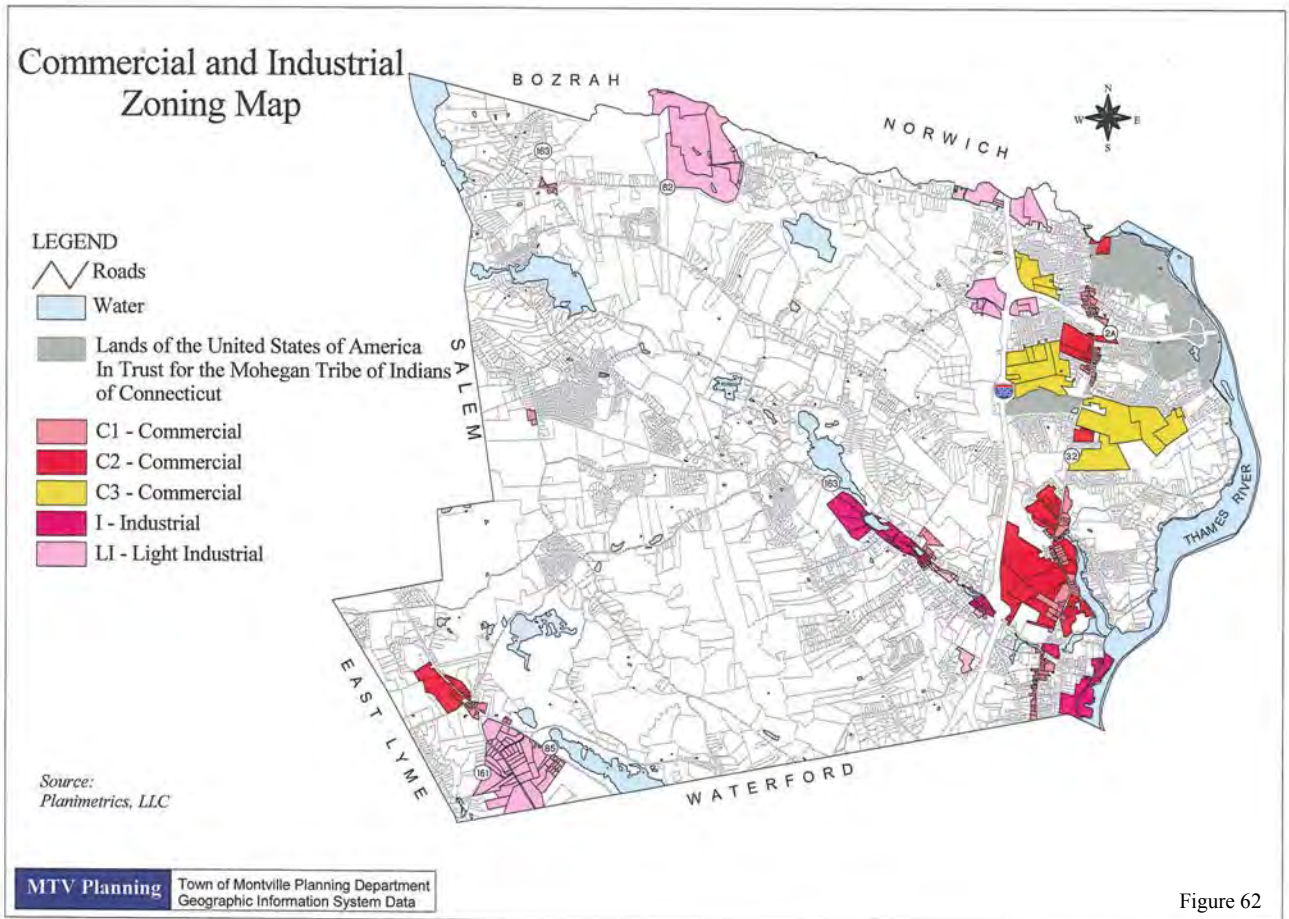 Commercial and Industrial
Zoning Map
BOZRAH
NORWICH
N
W
E
S
163
82
LEGEND
Roads
Water
Lands of the United States of America
In Trust for the Mohegan Tribe of Indians
of Connecticut
C1 - Commercial
C2 - Commercial
C3 - Commercial
I - Industrial
LI - Light Industrial
SALEM
2A
32
163
THAMES RIVER
EAST LYME
85
161
WATERFORD
Source:
Planimetrics, LLC
MTV Planning
Town of Montville Planning Department
Geographic Information System Data
Figure 62